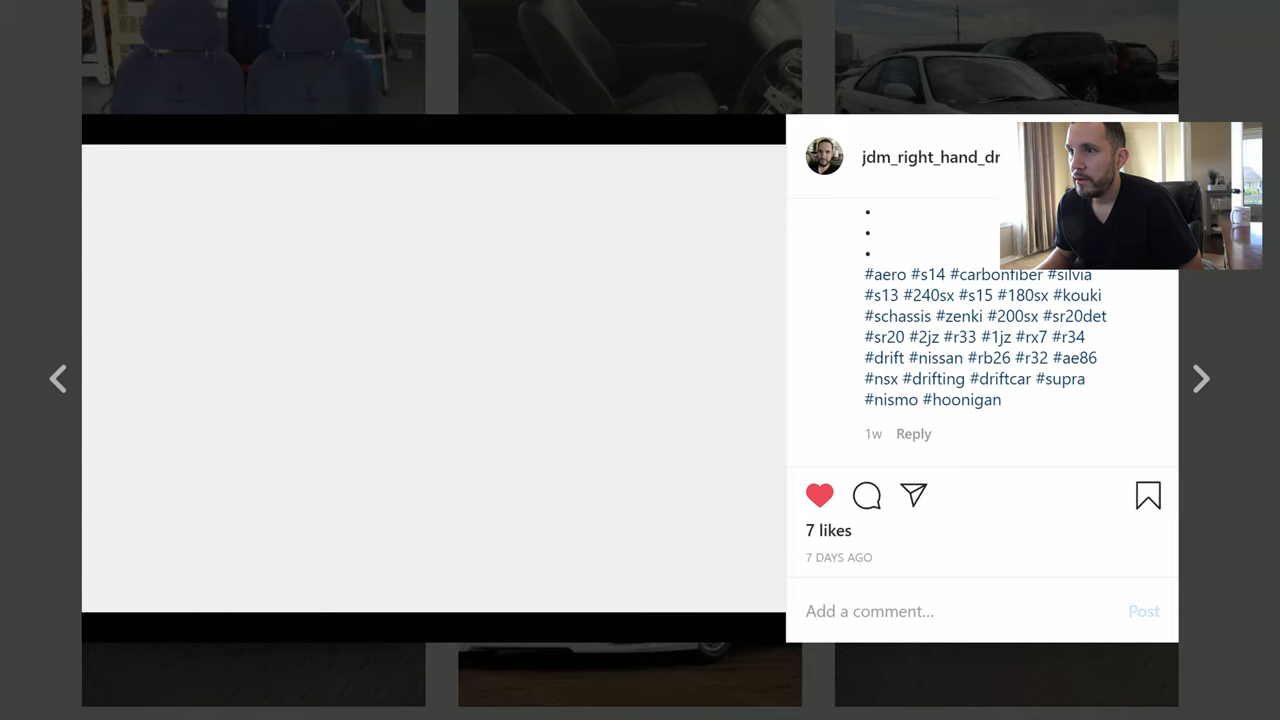 jdm_right_hand_dr
•
•
•
#aero #s14 #carbonfiber #silvia
#s13 #240sx #s15 #180sx #kouki
#schassis #zenki #200sx #sr20det
#sr20 #2jz #r33 #1jz #rx7 #r34
#drift #nissan #rb26 #r32 #ae86
#nsx #drifting #driftcar #supra
#nismo #hoonigan
1w Reply
7 likes
7 DAYS AGO
Add a comment... Post